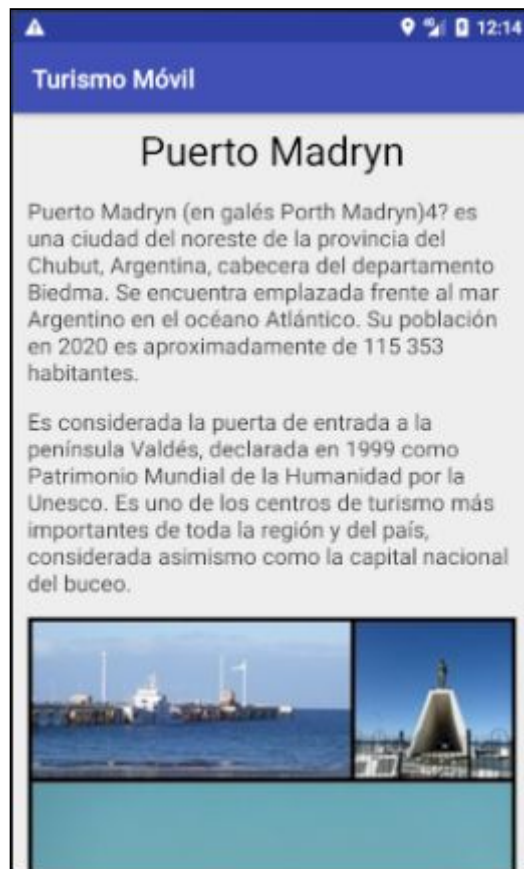 12:14
Turismo Móvil
Puerto Madryn
Puerto Madryn (en galés Porth Madryn)4? es
una ciudad del noreste de la provincia del
Chubut, Argentina, cabecera del departamento
Biedma. Se encuentra emplazada frente al mar
Argentino en el océano Atlántico. Su población
en 2020 es aproximadamente de 115 353
habitantes.
Es considerada la puerta de entrada a la
península Valdés, declarada en 1999 como
Patrimonio Mundial de la Humanidad por la
Unesco. Es uno de los centros de turismo más
importantes de toda la región y del país,
considerada asimismo como la capital nacional
del buceo.